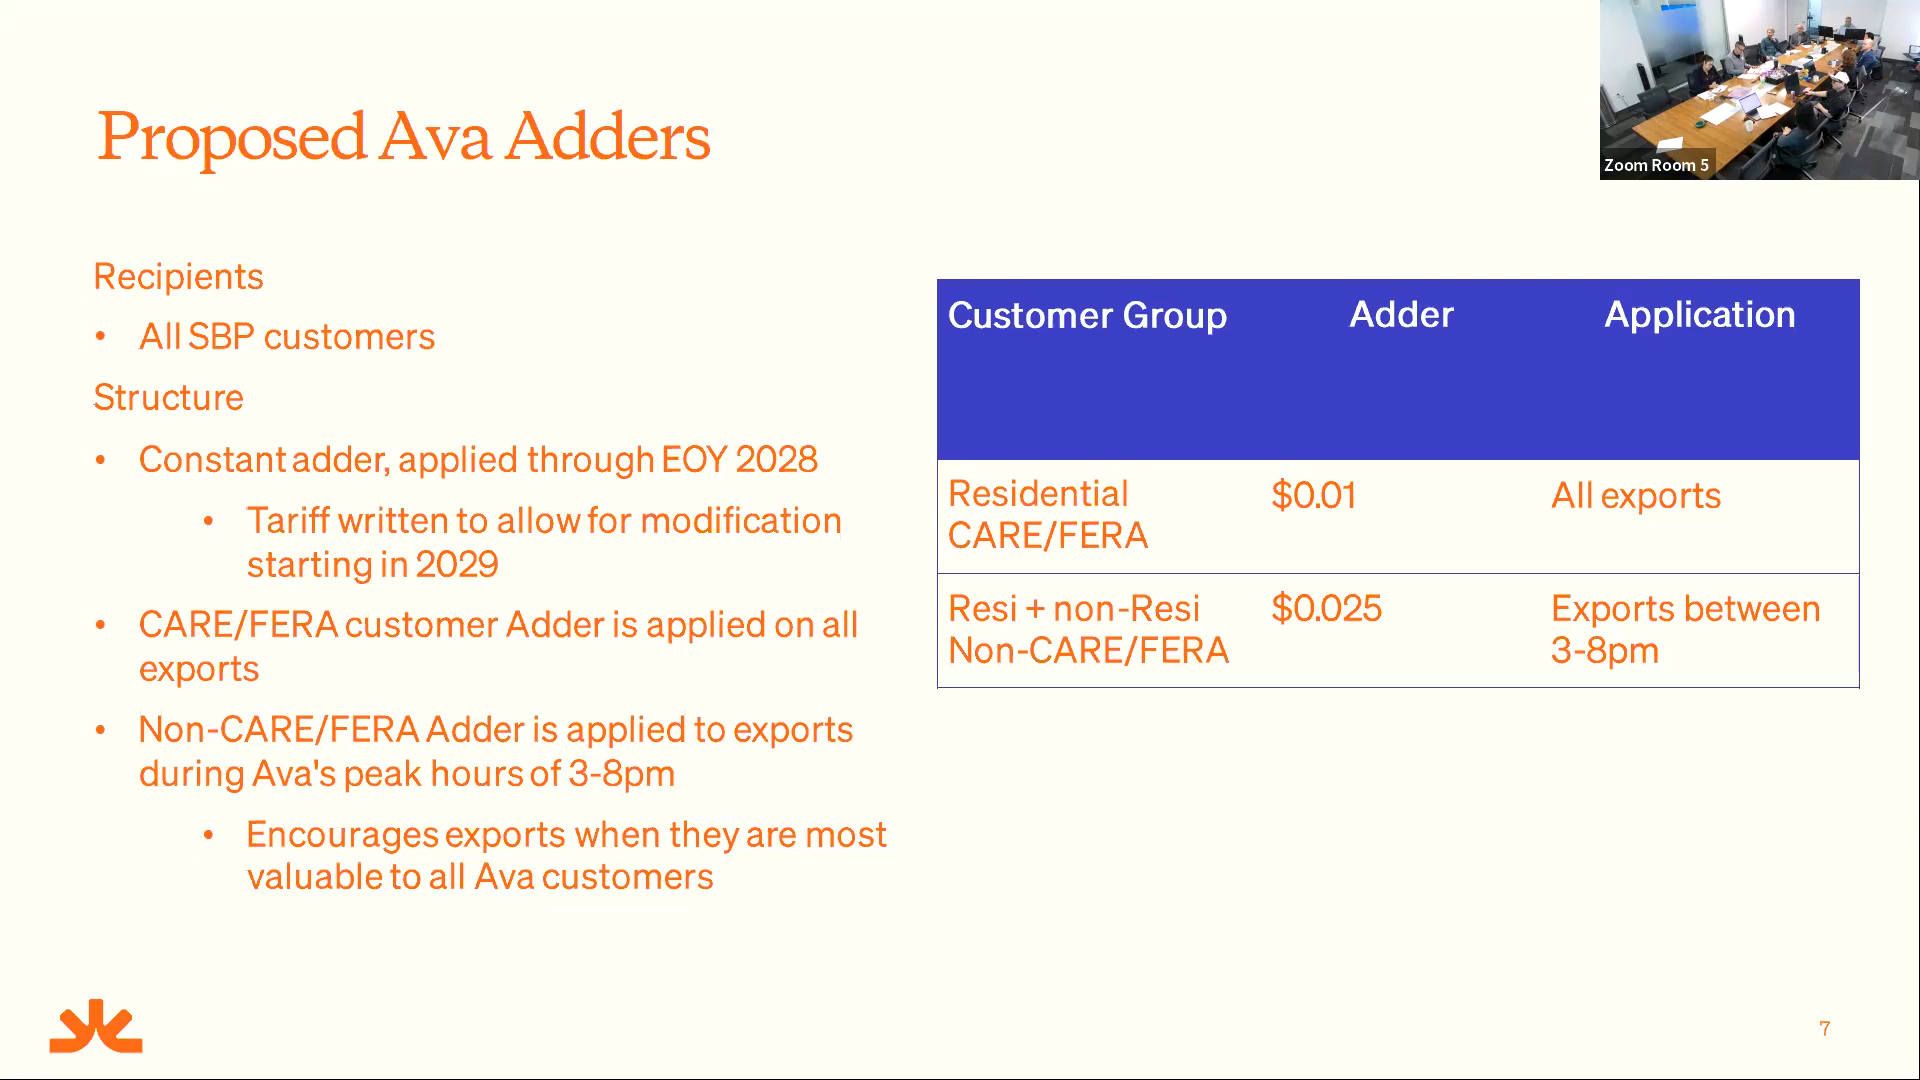 Proposed Ava Adders
Zoom Room 5
Recipients
• All SBP customers
Structure
• Constant adder, applied through EOY 2028
• Tariff written to allow for modification
starting in 2029
• CARE/FERA customer Adder is applied on all
exports
• Non-CARE/FERA Adder is applied to exports
during Ava's peak hours of 3-8pm
• Encourages exports when they are most
valuable to all Ava customers
Customer Group Adder Application
Residential $0.01 All exports
CARE/FERA
Resi + non-Resi $0.025 Exports between
Non-CARE/FERA 3-8pm
7